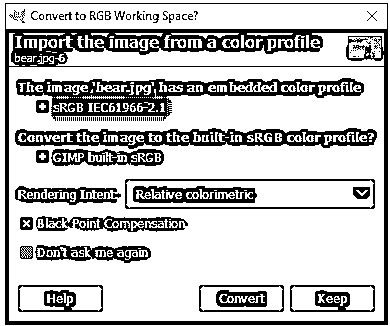 Convert to RGB Working Space?
Import the image from a color profile
bear.jpg-6
The image 'bear.jpg' has an embedded color profile
sRGB IEC61966-2.1
Convert the image to the built-in sRGB color profile?
GIMP built-in sRGB
Rendering Intent: Relative colorimetric
Black Point Compensation
Don't ask me again
Help Convert Keep